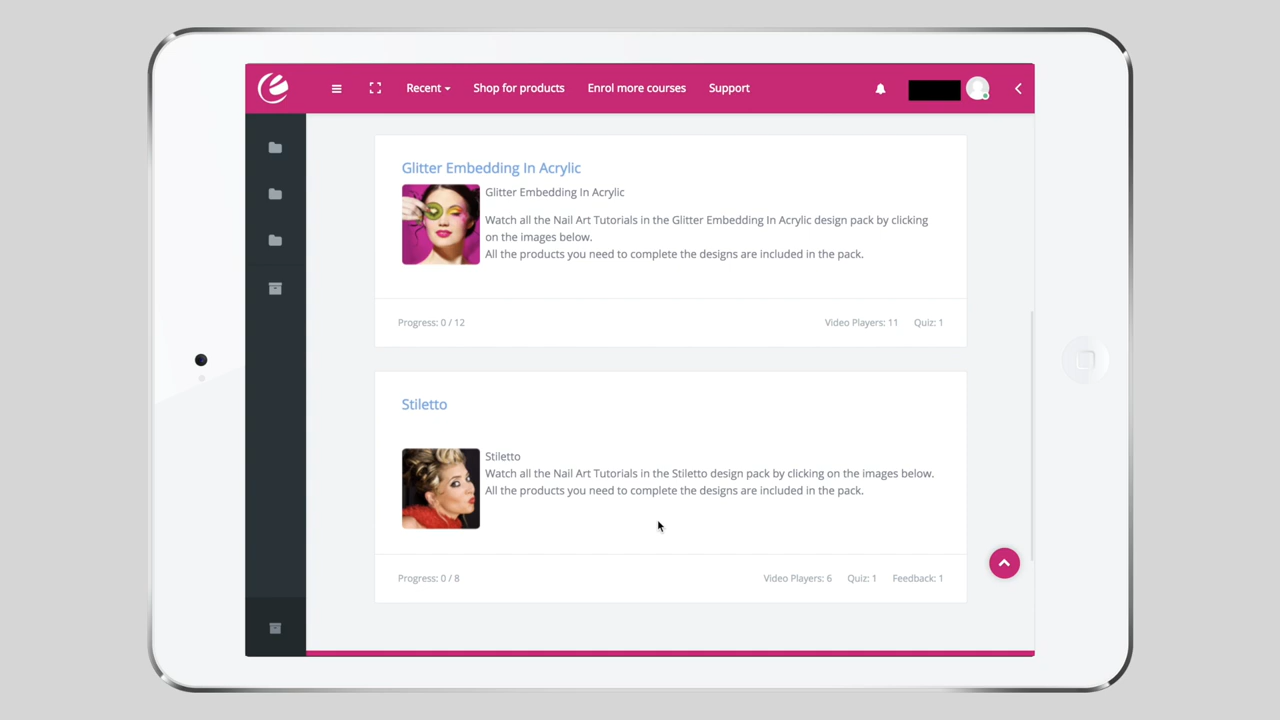 Recent Shop for products Enrol more courses Support
Glitter Embedding In Acrylic
Glitter Embedding In Acrylic
Watch all the Nail Art Tutorials in the Glitter Embedding In Acrylic design pack by clicking
on the images below.
All the products you need to complete the designs are included in the pack.
Progress: 0 / 12 Video Players: 11 Quiz: 1
Stiletto
Stiletto
Watch all the Nail Art Tutorials in the Stiletto design pack by clicking on the images below.
All the products you need to complete the designs are included in the pack.
Progress: 0 / 8 Video Players: 6 Quiz: 1 Feedback: 1